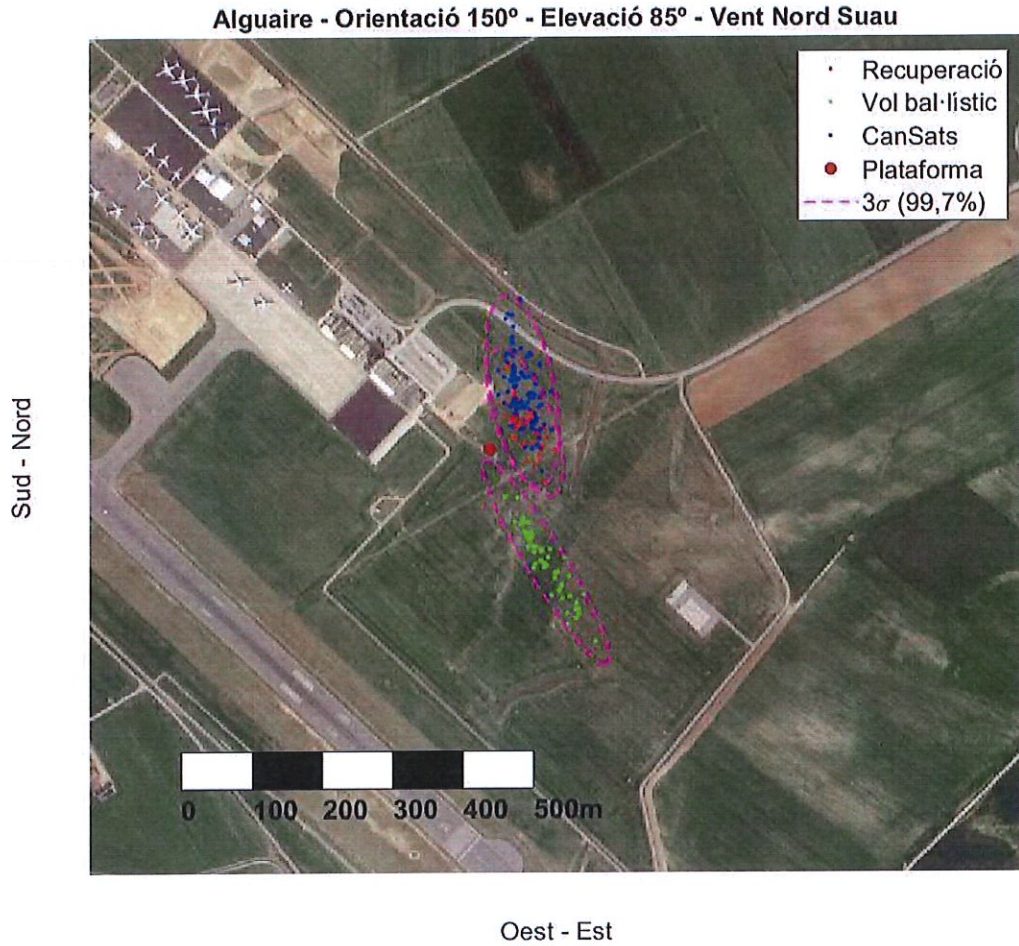 Alguaire - Orientació 150º - Elevació 85º - Vent Nord Suau
Recuperació
Vol bal·lístic
CanSats
Plataforma
3σ (99,7%)
Sud - Nord
0 100 200 300 400 500m
Oest - Est